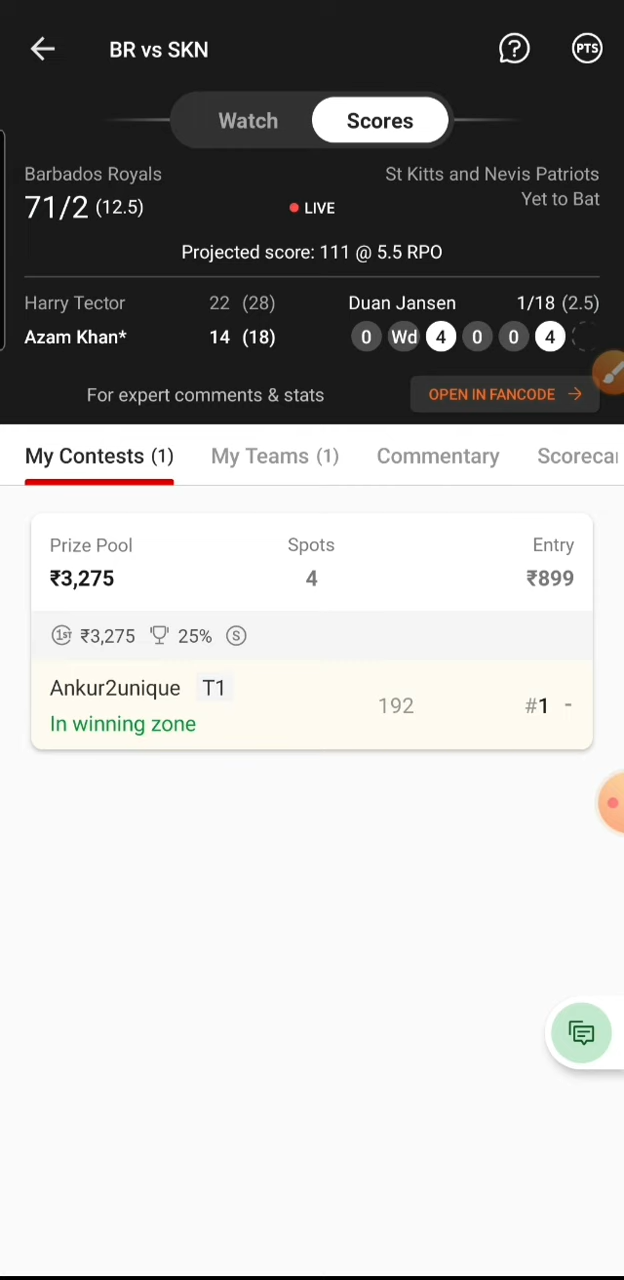 BR vs SKN
PTS
Watch
Scores
Barbados Royals
St Kitts and Nevis Patriots
71/2 (12.5)
LIVE
Yet to Bat
Projected score: 111 @ 5.5 RPO
Harry Tector 22 (28)
Duan Jansen 1/18 (2.5)
Azam Khan* 14 (18)
0 Wd 4 0 0 4
For expert comments & stats
OPEN IN FANCODE
My Contests (1) My Teams (1) Commentary Scorecar
Prize Pool Spots Entry
₹3,275 4 ₹899
1ST ₹3,275 25% S
Ankur2unique T1
192 #1 -
In winning zone